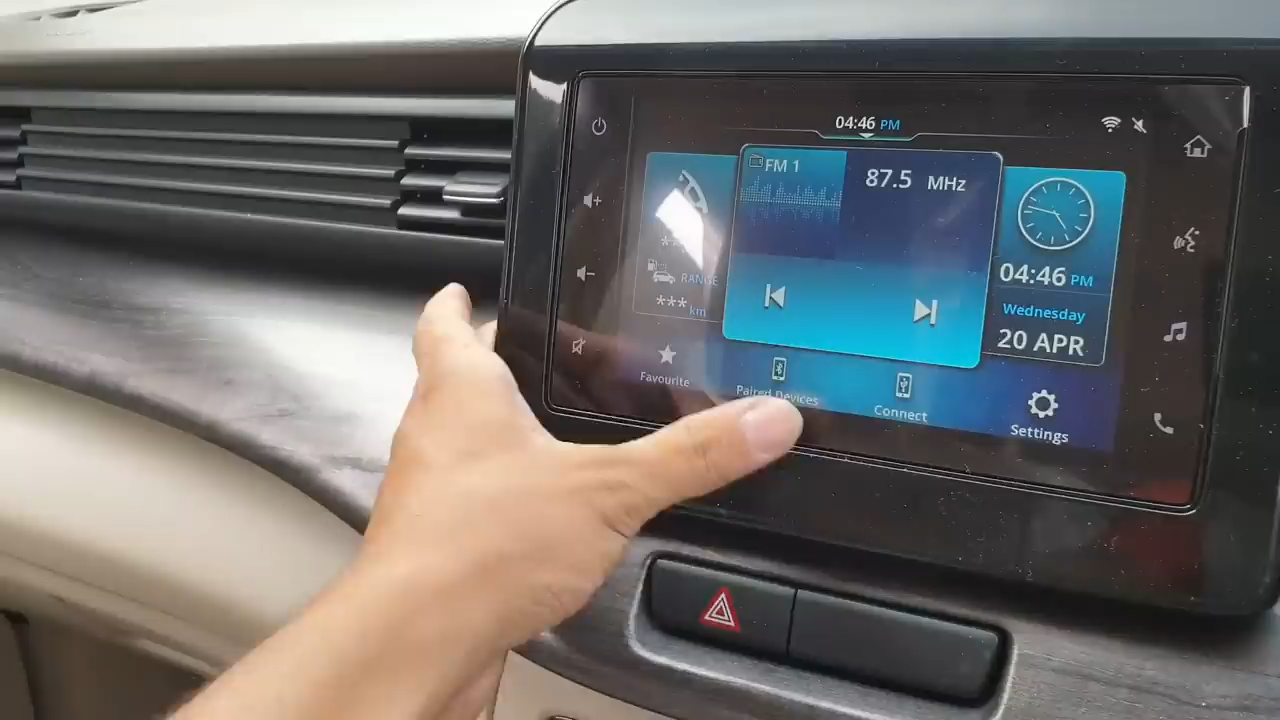 04:46 PM
FM 1
87.5 MHz
**
RANGE
*** km
04:46 PM
Wednesday
20 APR
Favourite
Paired Devices
Connect
Settings